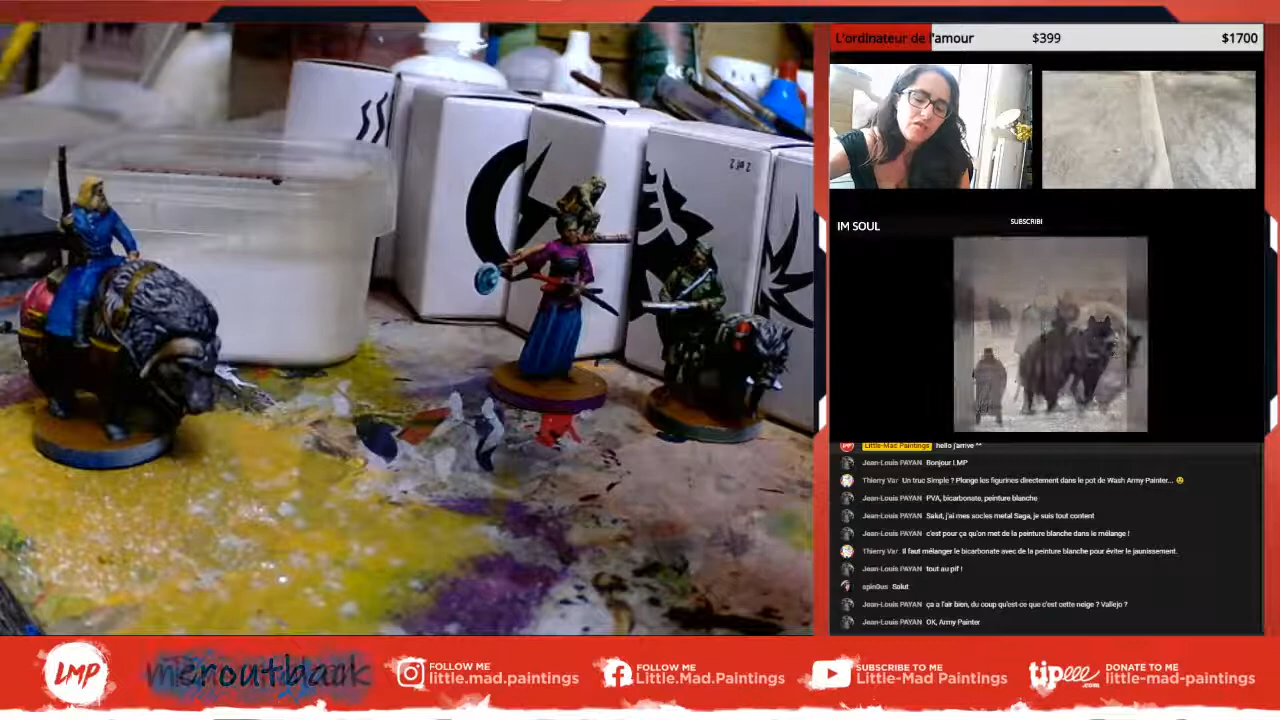 L'ordinateur de l'amour $399 $1700
2 of 2
IM SOUL
SUBSCRIBI
Little-Mad Paintings hello j'arrive ^^
Jean-Louis PAYAN Bonjour LMP
Thierry Var Un truc Simple ? Plonge les figurines directement dans le pot de Wash Army Painter... 
Jean-Louis PAYAN PVA, bicarbonate, peinture blanche
Jean-Louis PAYAN Salut, j'ai mes socles metal Saga, je suis tout content
Jean-Louis PAYAN c'est pour ça qu'on met de la peinture blanche dans le mélange !
Thierry Var Il faut mélanger le bicarbonate avec de la peinture blanche pour éviter le jaunissement.
Jean-Louis PAYAN tout au pif !
spin0us Salut
Jean-Louis PAYAN ça a l'air bien, du coup qu'est-ce que c'est cette neige ? Vallejo ?
Jean-Louis PAYAN OK, Army Painter
LMP
FOLLOW ME
little.mad.paintings
FOLLOW ME
Little.Mad.Paintings
SUBSCRIBE TO ME
Little-Mad Paintings
tipeee.com
DONATE TO ME
little-mad-paintings